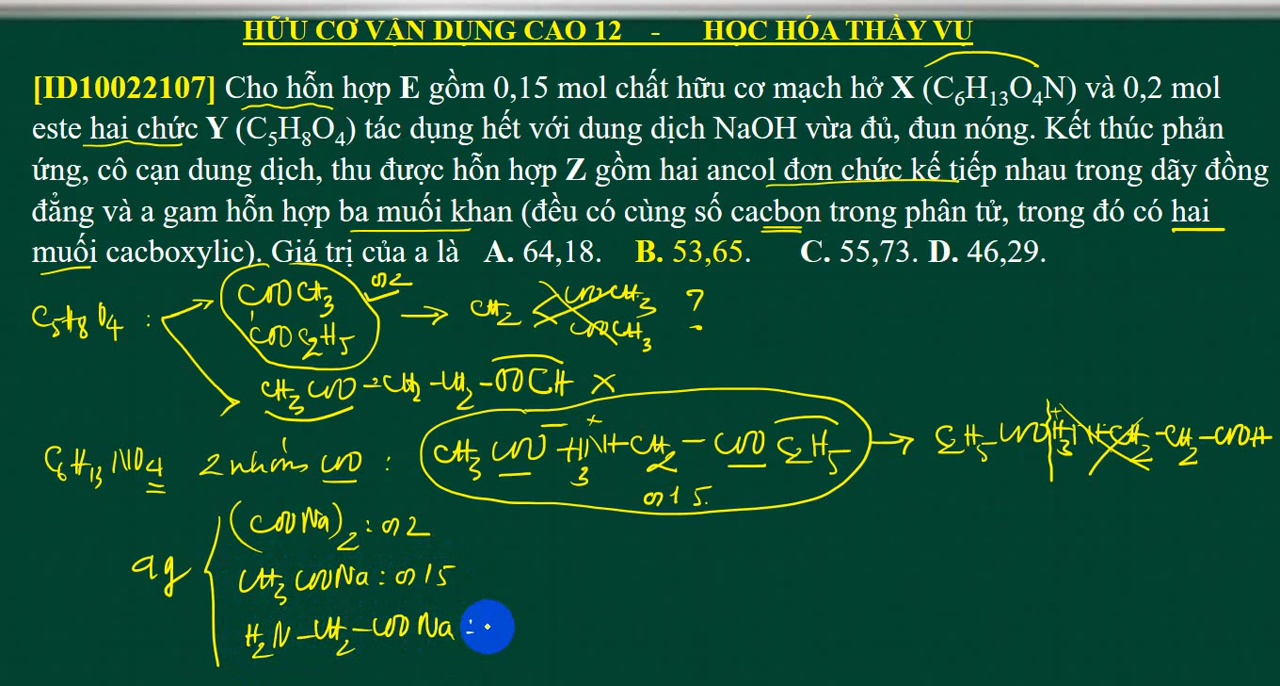 HỮU CƠ VẬN DỤNG CAO 12 - HỌC HÓA THẦY VỤ
[ID10022107] Cho hỗn hợp E gồm 0,15 mol chất hữu cơ mạch hở X (C₆H₁₃O₄N) và 0,2 mol
este hai chức Y (C₅H₈O₄) tác dụng hết với dung dịch NaOH vừa đủ, đun nóng. Kết thúc phản
ứng, cô cạn dung dịch, thu được hỗn hợp Z gồm hai ancol đơn chức kế tiếp nhau trong dãy đồng
đẳng và a gam hỗn hợp ba muối khan (đều có cùng số cacbon trong phân tử, trong đó có hai
muối cacboxylic). Giá trị của a là A. 64,18. B. 53,65. C. 55,73. D. 46,29.
C₅H₈O₄ : COOCH₃ 0,2 → CH₂ COOCH₃ ?
COOC₂H₅ COOCH₃
CH₃COO-CH₂-CH₂-OOCH X
C₆H₁₃NO₄ 2 nhóm COO : CH₃COO⁻H₃N⁺-CH₂-COOC₂H₅ →
0,15.
(COONa)₂ : 0,2
ag CH₃COONa : 0,15
H₂N-CH₂-COONa :